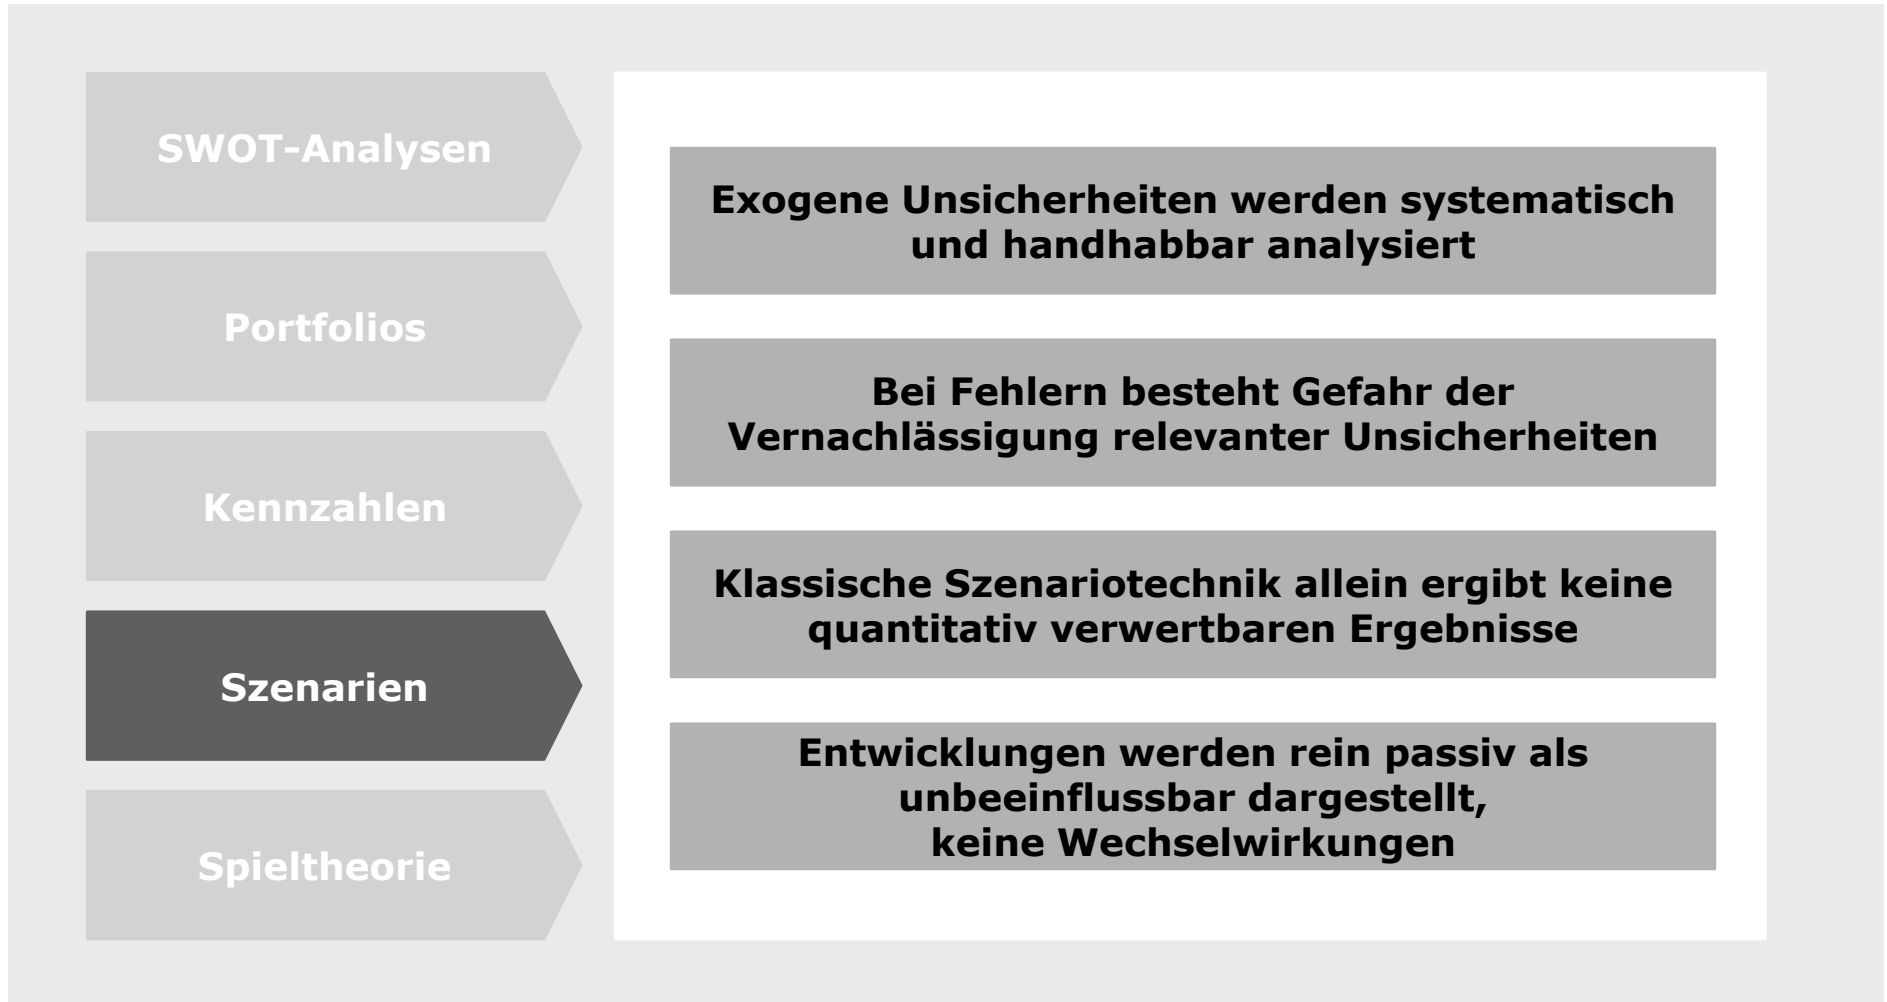 SWOT-Analysen
Portfolios
Kennzahlen
Szenarien
Spieltheorie
Exogene Unsicherheiten werden systematisch
und handhabbar analysiert
Bei Fehlern besteht Gefahr der
Vernachlässigung relevanter Unsicherheiten
Klassische Szenariotechnik allein ergibt keine
quantitativ verwertbaren Ergebnisse
Entwicklungen werden rein passiv als
unbeeinflussbar dargestellt,
keine Wechselwirkungen